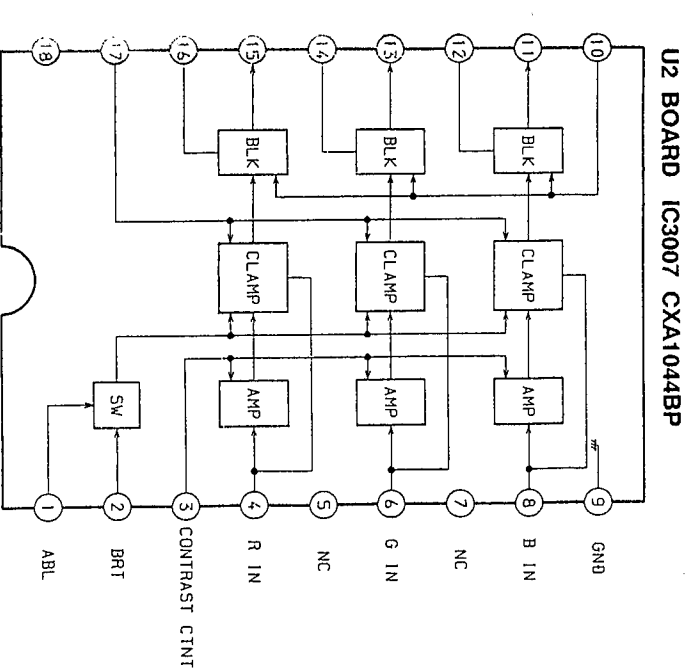 U2 BOARD IC3007 CXA1044BP
18 17 16 15 14 13 12 11 10
BLK BLK BLK
CLAMP CLAMP CLAMP
SW AMP AMP AMP
1 2 3 4 5 6 7 8 9
ABL
BRT
CONTRAST CTNT
R IN
NC
G IN
NC
B IN
GND